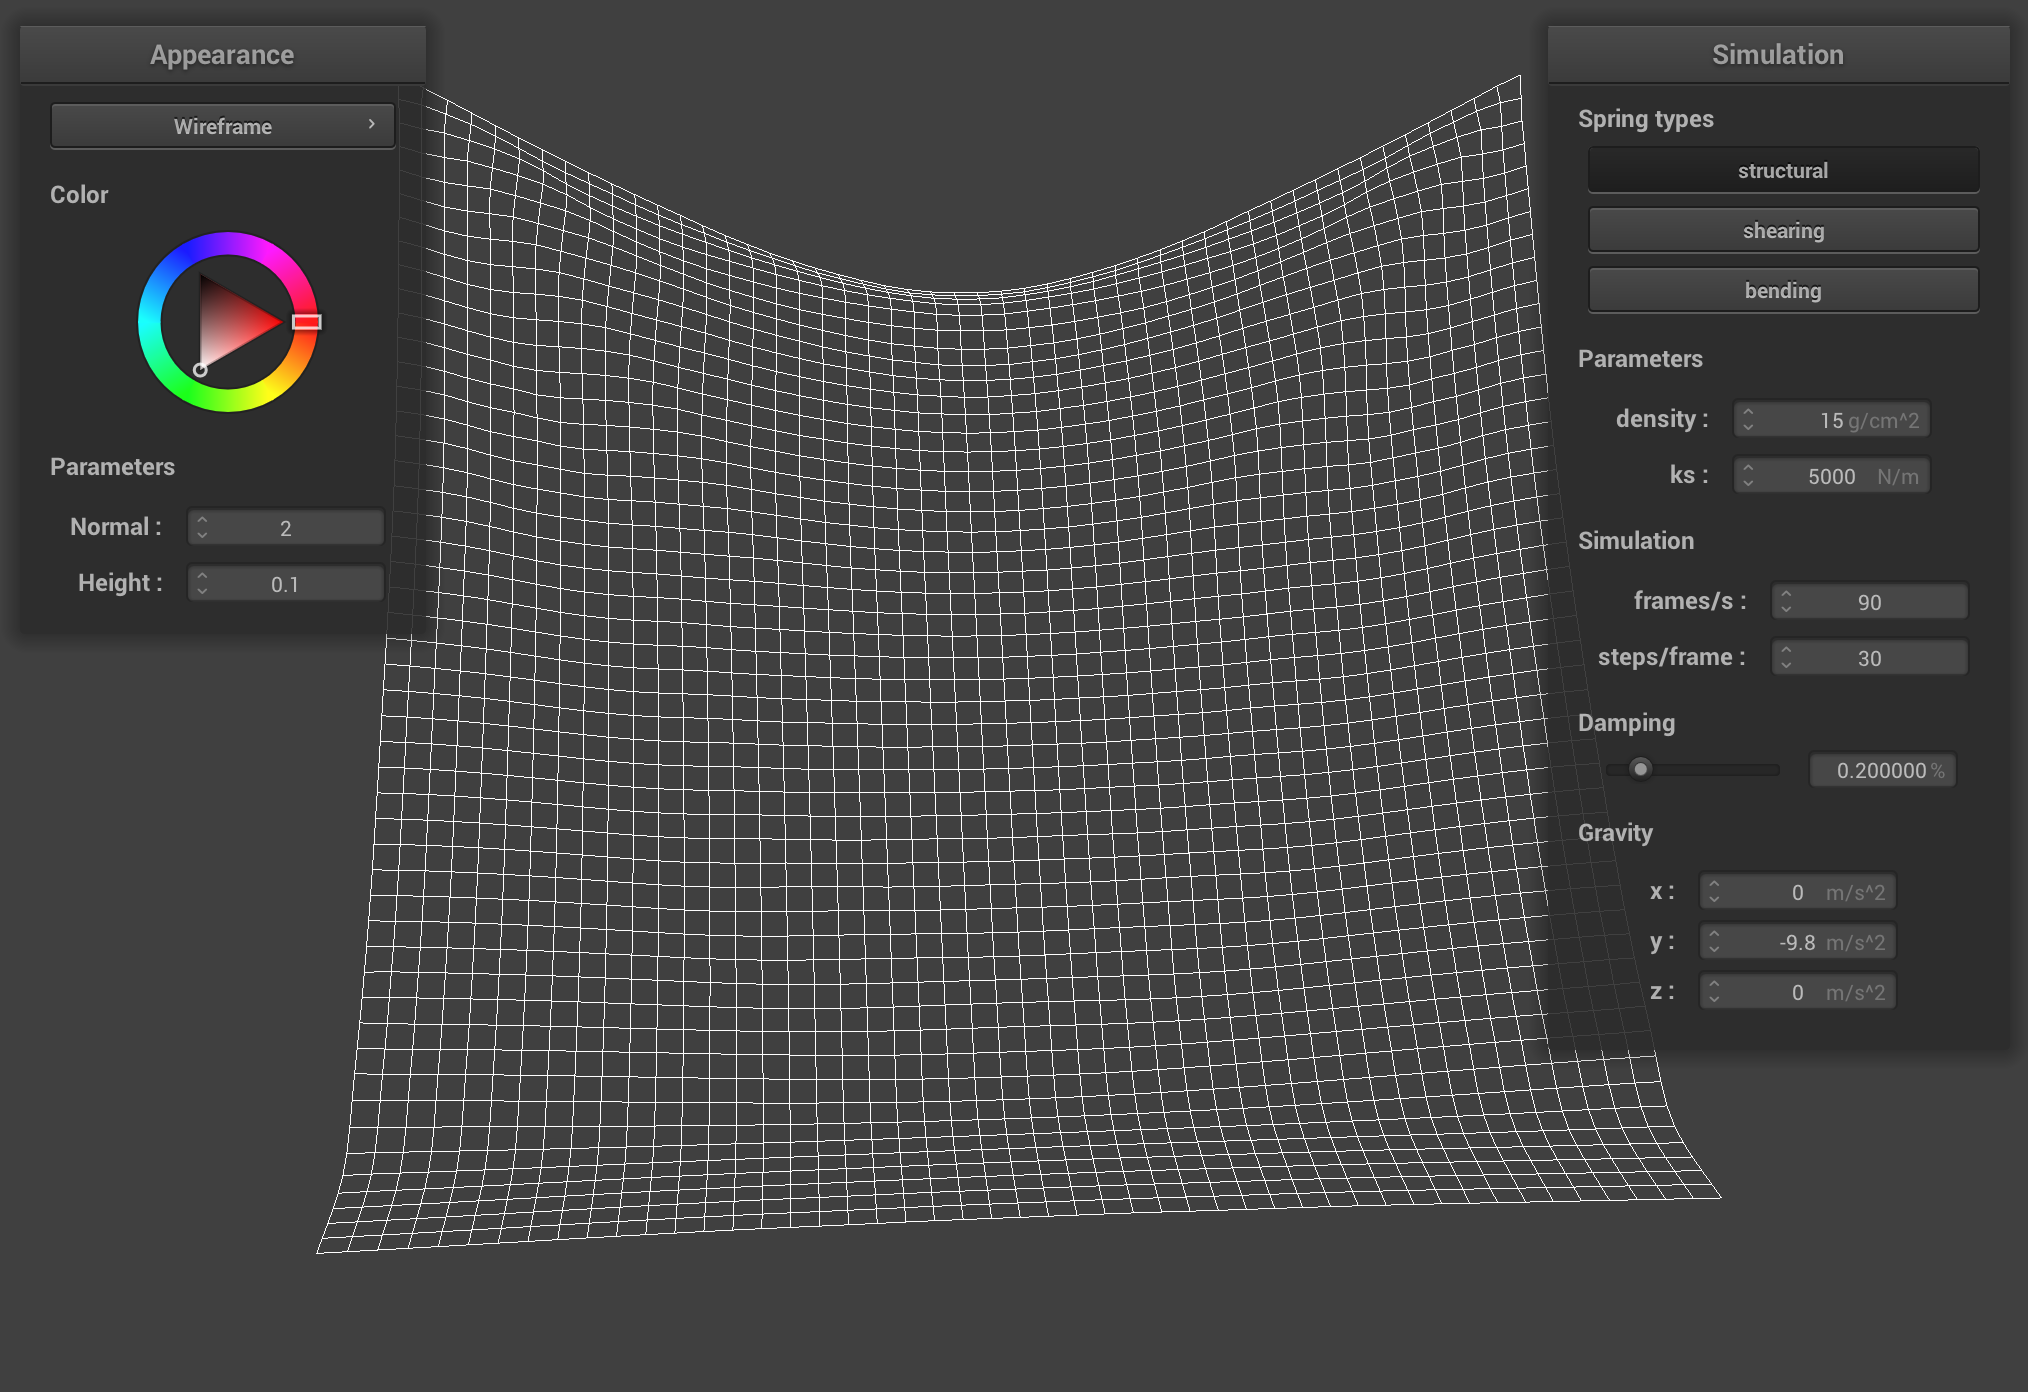 Appearance
Wireframe
Color
Parameters
Normal : 2
Height : 0.1
Simulation
Spring types
structural
shearing
bending
Parameters
density : 15 g/cm^2
ks : 5000 N/m
Simulation
frames/s : 90
steps/frame : 30
Damping
0.200000 %
Gravity
x : 0 m/s^2
y : -9.8 m/s^2
z : 0 m/s^2